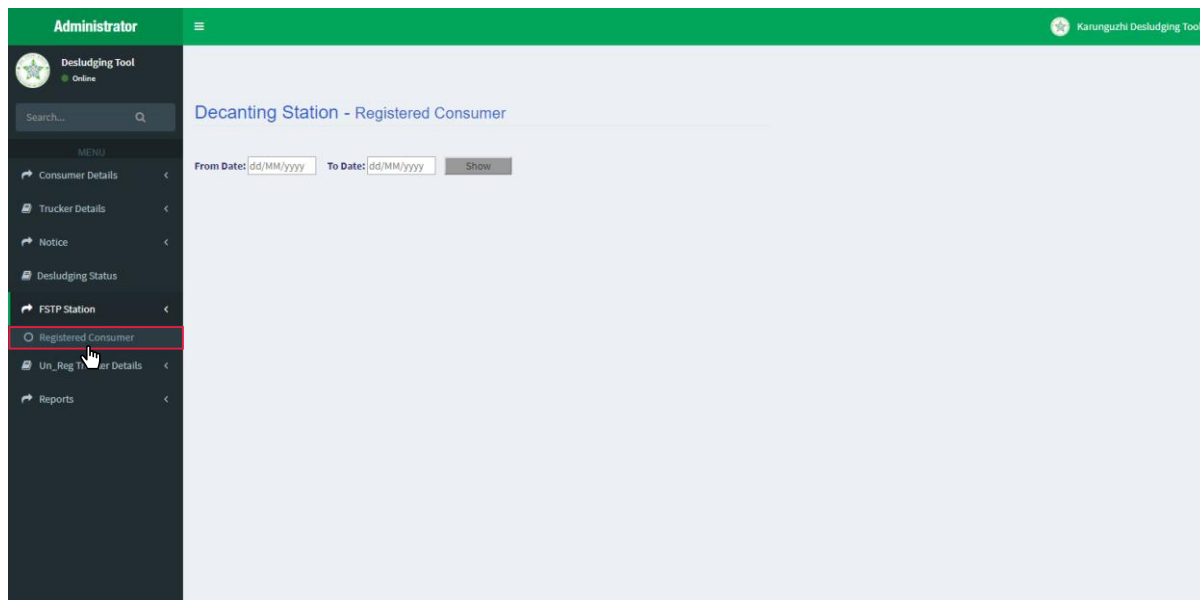 Administrator
Karunguzhi Desludging Tool
Desludging Tool
Online
Search...
MENU
Consumer Details
Trucker Details
Notice
Desludging Status
FSTP Station
Registered Consumer
Un_Reg Details
Reports
Decanting Station - Registered Consumer
From Date: dd/MM/yyyy To Date: dd/MM/yyyy Show